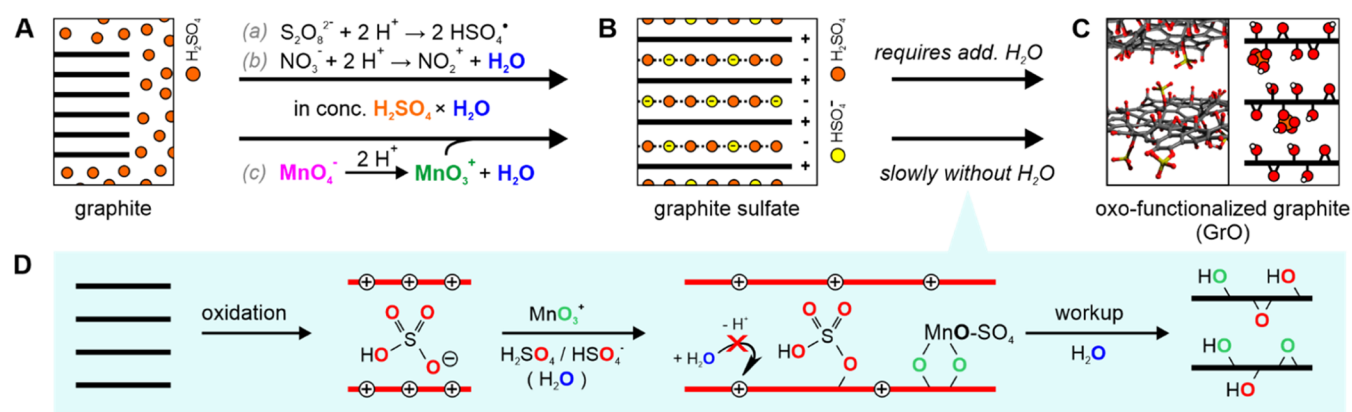 A
H₂SO₄
graphite
(a) S₂O₈²⁻ + 2 H⁺ → 2 HSO₄•
(b) NO₃⁻ + 2 H⁺ → NO₂⁺ + H₂O
in conc. H₂SO₄ × H₂O
(c) MnO₄⁻ 2 H⁺ MnO₃⁺ + H₂O
B
+
-
+
-
+
-
+
H₂SO₄
HSO₄⁻
graphite sulfate
requires add. H₂O
slowly without H₂O
C
oxo-functionalized graphite
(GrO)
D
oxidation
+ + +
O O
S
HO O ⊖
+ + +
MnO₃⁺
H₂SO₄ / HSO₄⁻
( H₂O )
+ + +
- H⁺
+ H₂O
O O
S
HO O
MnO-SO₄
O O
+ +
workup
H₂O
HO HO
O
HO O
HO